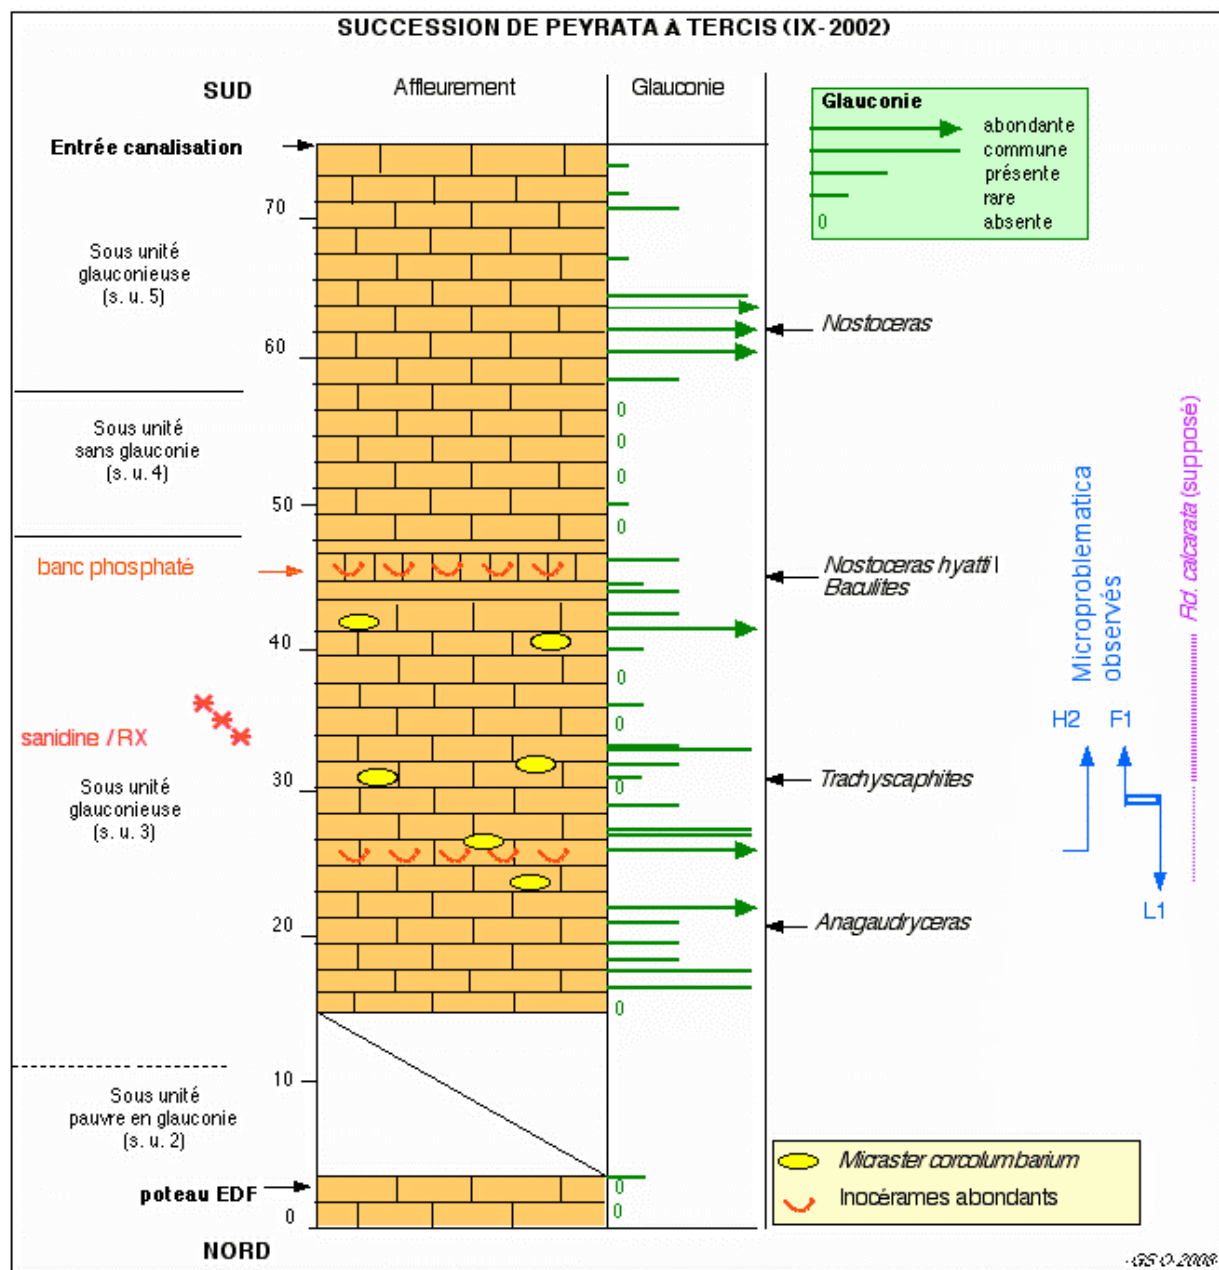 SUCCESSION DE PEYRATA À TERCIS (IX-2002)
SUD
Affleurement
Glauconie
Glauconie
abondante
commune
présente
rare
0 absente
Entrée canalisation
70
Sous unité
glauconieuse
(s. u. 5)
Nostoceras
60
0
Sous unité
sans glauconie
(s. u. 4)
0
0
50
0
banc phosphaté
Nostoceras hyatti
Baculites
40
0
0
sanidine / RX
Sous unité
glauconieuse
(s. u. 3)
30
0
Trachyscaphites
20
Anagaudryceras
0
Microproblematica
observés
H2 F1
L1
Rd. calcarata (supposé)
10
Sous unité
pauvre en glauconie
(s. u. 2)
poteau EDF
0
0
0
NORD
Micraster corcolumbarium
Inocérames abondants
-GS O-2008-